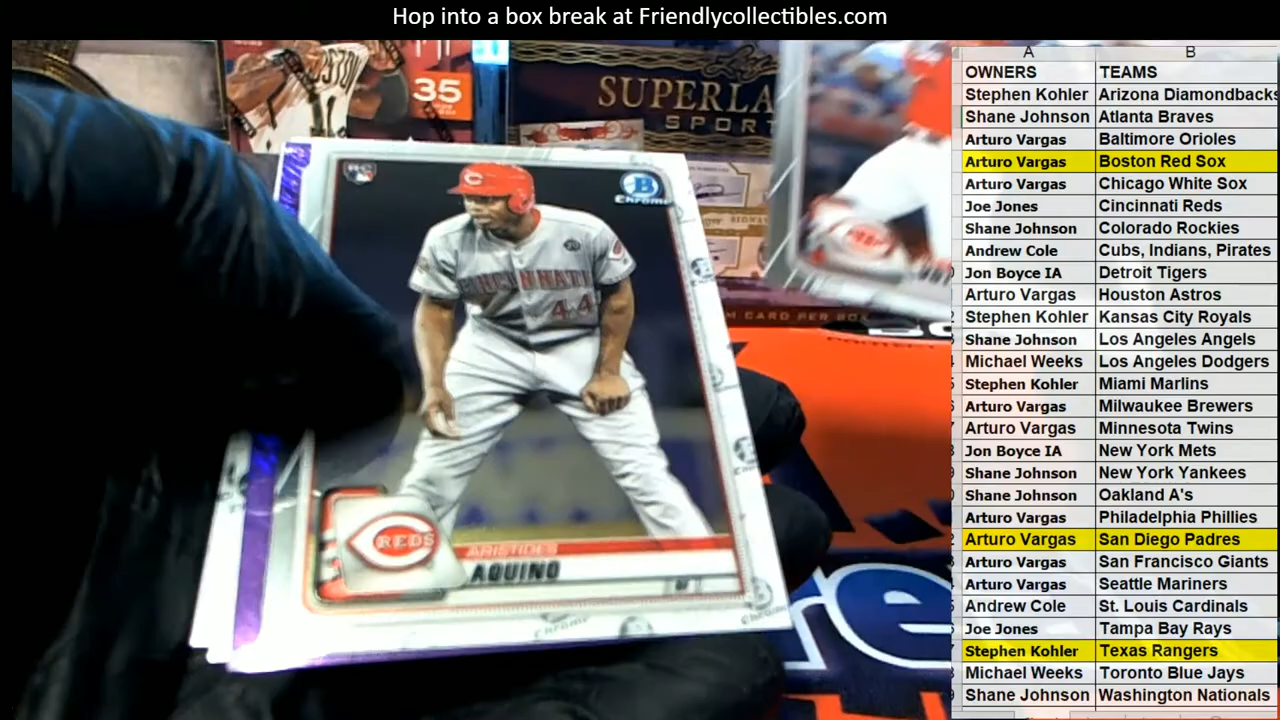 Hop into a box break at Friendlycollectibles.com
35
SUPERLA
SPORT
CARD PER BOX
B
Chrome
CINCINNATI
44
REDS
ARISTIDES
AQUINO
A B
OWNERS TEAMS
Stephen Kohler Arizona Diamondbacks
Shane Johnson Atlanta Braves
Arturo Vargas Baltimore Orioles
Arturo Vargas Boston Red Sox
Arturo Vargas Chicago White Sox
Joe Jones Cincinnati Reds
Shane Johnson Colorado Rockies
Andrew Cole Cubs, Indians, Pirates
Jon Boyce IA Detroit Tigers
Arturo Vargas Houston Astros
Stephen Kohler Kansas City Royals
Shane Johnson Los Angeles Angels
Michael Weeks Los Angeles Dodgers
Stephen Kohler Miami Marlins
Arturo Vargas Milwaukee Brewers
Arturo Vargas Minnesota Twins
Jon Boyce IA New York Mets
Shane Johnson New York Yankees
Shane Johnson Oakland A's
Arturo Vargas Philadelphia Phillies
Arturo Vargas San Diego Padres
Arturo Vargas San Francisco Giants
Arturo Vargas Seattle Mariners
Andrew Cole St. Louis Cardinals
Joe Jones Tampa Bay Rays
Stephen Kohler Texas Rangers
Michael Weeks Toronto Blue Jays
Shane Johnson Washington Nationals